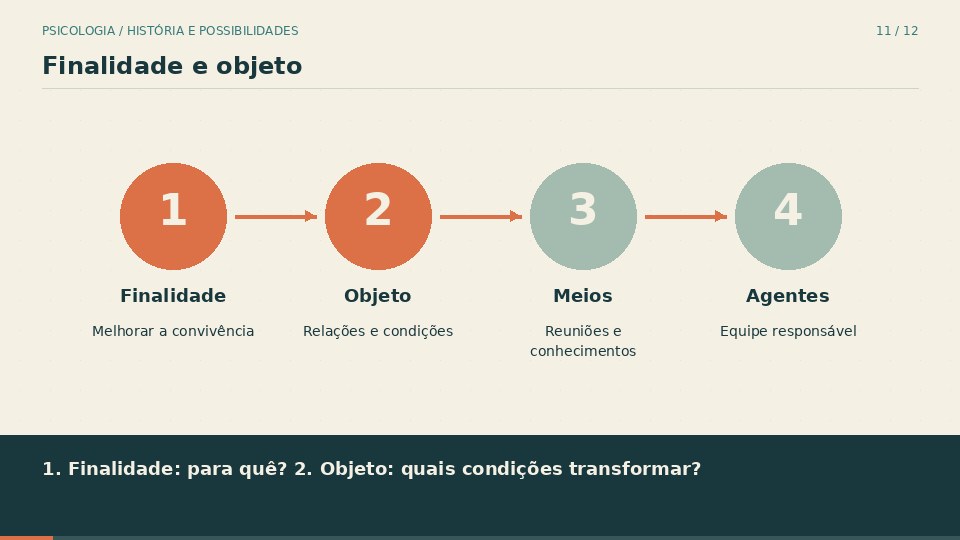 PSICOLOGIA / HISTÓRIA E POSSIBILIDADES
11 / 12
Finalidade e objeto
1
2
3
4
Finalidade
Objeto
Meios
Agentes
Melhorar a convivência
Relações e condições
Reuniões e
conhecimentos
Equipe responsável
1. Finalidade: para quê? 2. Objeto: quais condições transformar?